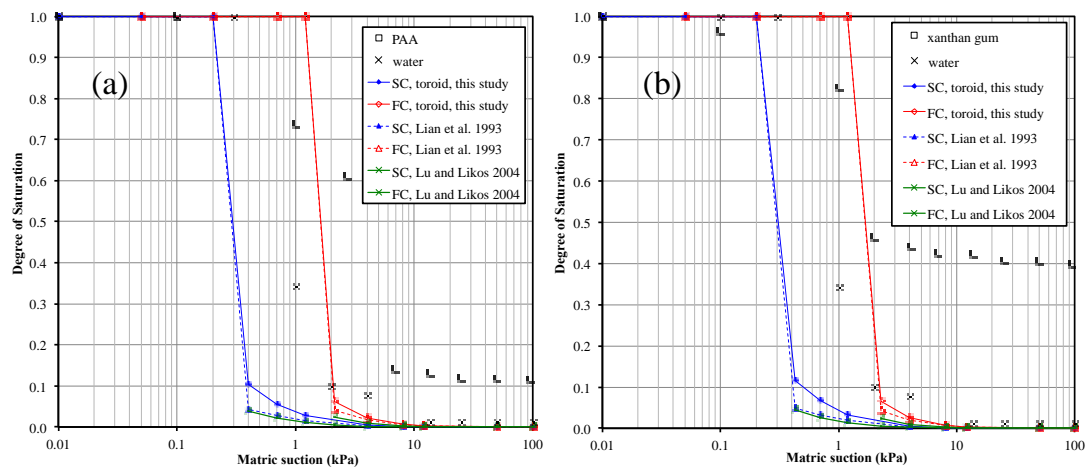 1.0
0.9
0.8
0.7
0.6
0.5
0.4
0.3
0.2
0.1
0.0
Degree of Saturation
0.01
0.1
1
10
100
Matric suction (kPa)
(a)
PAA
water
SC, toroid, this study
FC, toroid, this study
SC, Lian et al. 1993
FC, Lian et al. 1993
SC, Lu and Likos 2004
FC, Lu and Likos 2004
1.0
0.9
0.8
0.7
0.6
0.5
0.4
0.3
0.2
0.1
0.0
Degree of Saturation
0.01
0.1
1
10
100
Matric suction (kPa)
(b)
xanthan gum
water
SC, toroid, this study
FC, toroid, this study
SC, Lian et al. 1993
FC, Lian et al. 1993
SC, Lu and Likos 2004
FC, Lu and Likos 2004